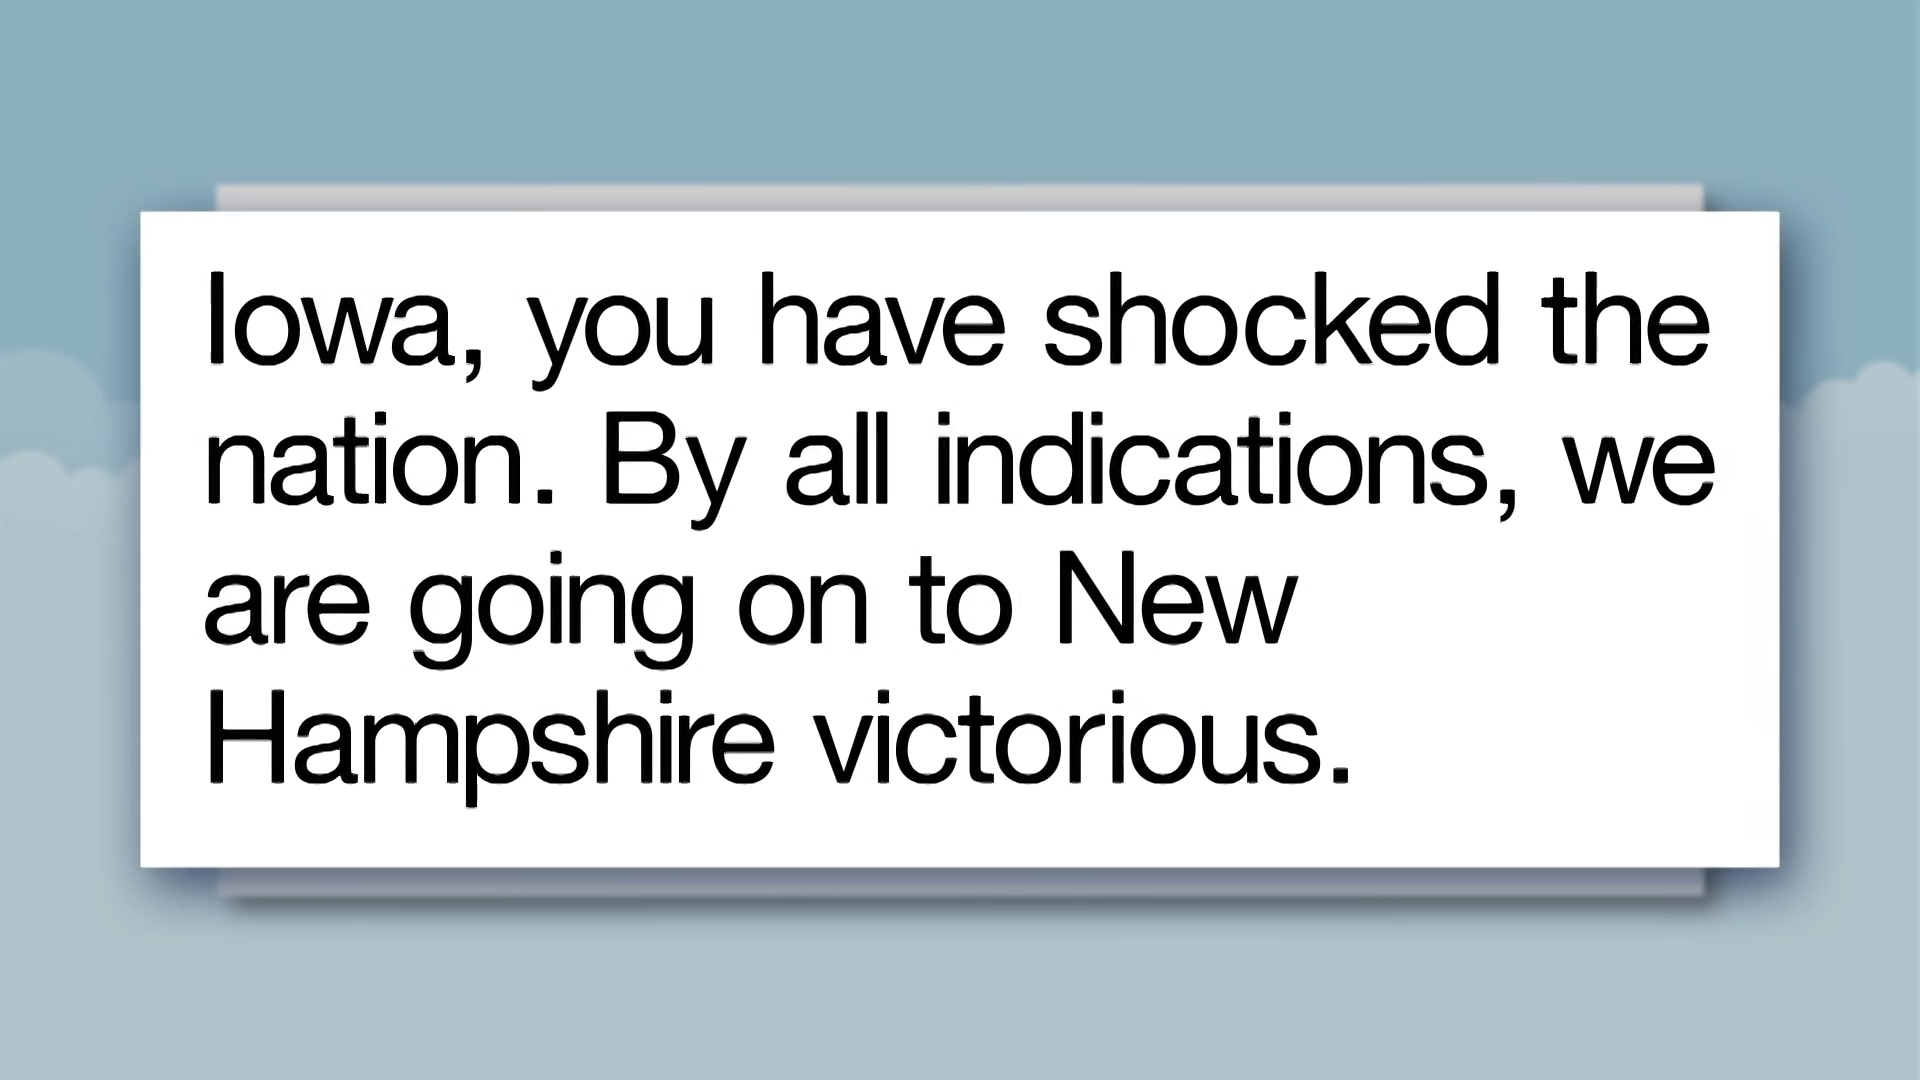 Iowa, you have shocked the
nation. By all indications, we
are going on to New
Hampshire victorious.